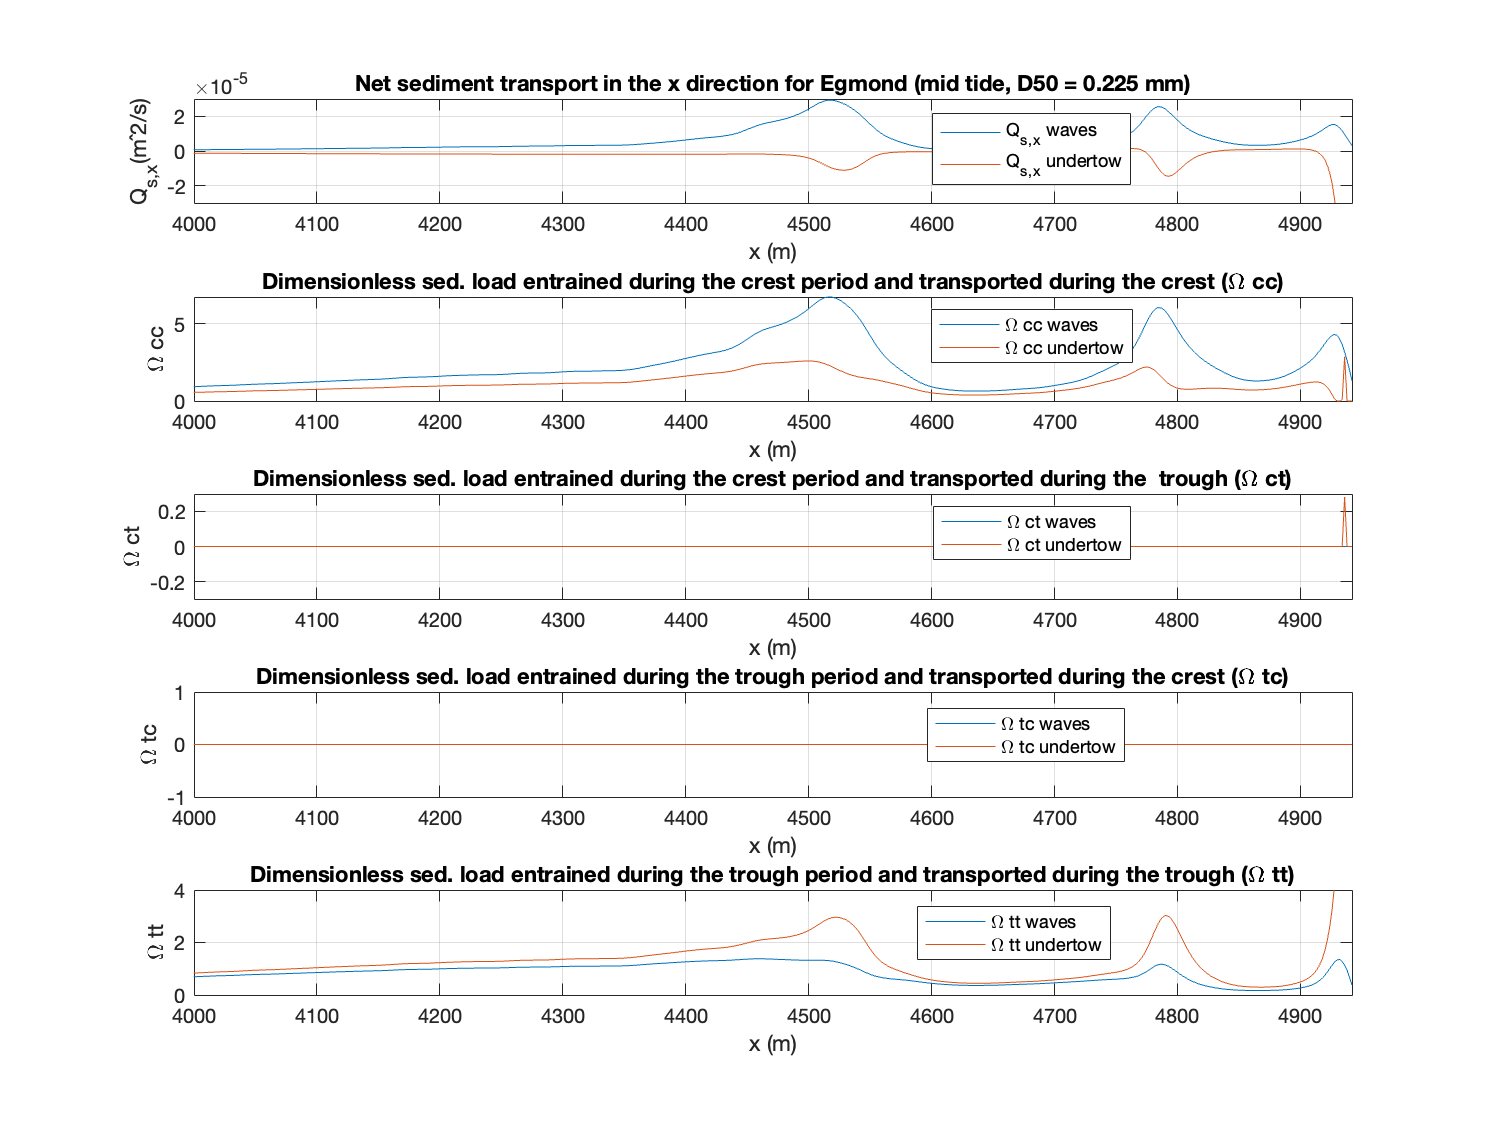 Net sediment transport in the x direction for Egmond (mid tide, D50 = 0.225 mm)
×10^-5
Q_s,x(m^2/s)
2
0
-2
Q_s,x waves
Q_s,x undertow
4000 4100 4200 4300 4400 4500 4600 4700 4800 4900
x (m)
Dimensionless sed. load entrained during the crest period and transported during the crest (Ω cc)
Ω cc
5
0
Ω cc waves
Ω cc undertow
4000 4100 4200 4300 4400 4500 4600 4700 4800 4900
x (m)
Dimensionless sed. load entrained during the crest period and transported during the  trough (Ω ct)
Ω ct
0.2
0
-0.2
Ω ct waves
Ω ct undertow
4000 4100 4200 4300 4400 4500 4600 4700 4800 4900
x (m)
Dimensionless sed. load entrained during the trough period and transported during the crest (Ω tc)
Ω tc
1
0
-1
Ω tc waves
Ω tc undertow
4000 4100 4200 4300 4400 4500 4600 4700 4800 4900
x (m)
Dimensionless sed. load entrained during the trough period and transported during the trough (Ω tt)
Ω tt
4
2
0
Ω tt waves
Ω tt undertow
4000 4100 4200 4300 4400 4500 4600 4700 4800 4900
x (m)